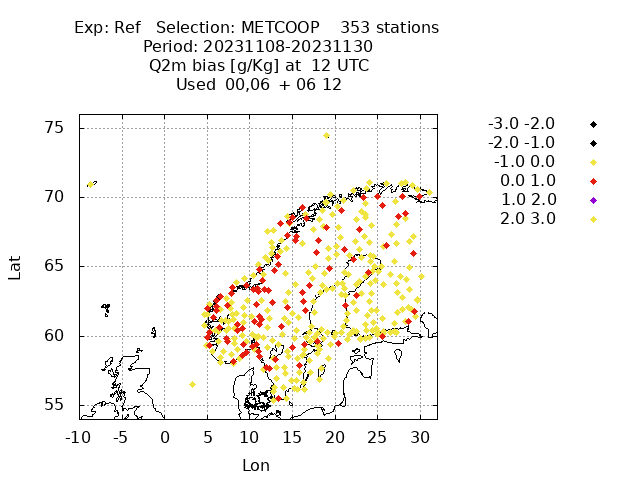 Exp: Ref   Selection: METCOOP    353 stations
Period: 20231108-20231130
Q2m bias [g/Kg] at  12 UTC
Used  00,06  + 06 12
-3.0 -2.0
-2.0 -1.0
-1.0 0.0
0.0 1.0
1.0 2.0
2.0 3.0
75
70
65
60
55
Lat
-10 -5 0 5 10 15 20 25 30
Lon